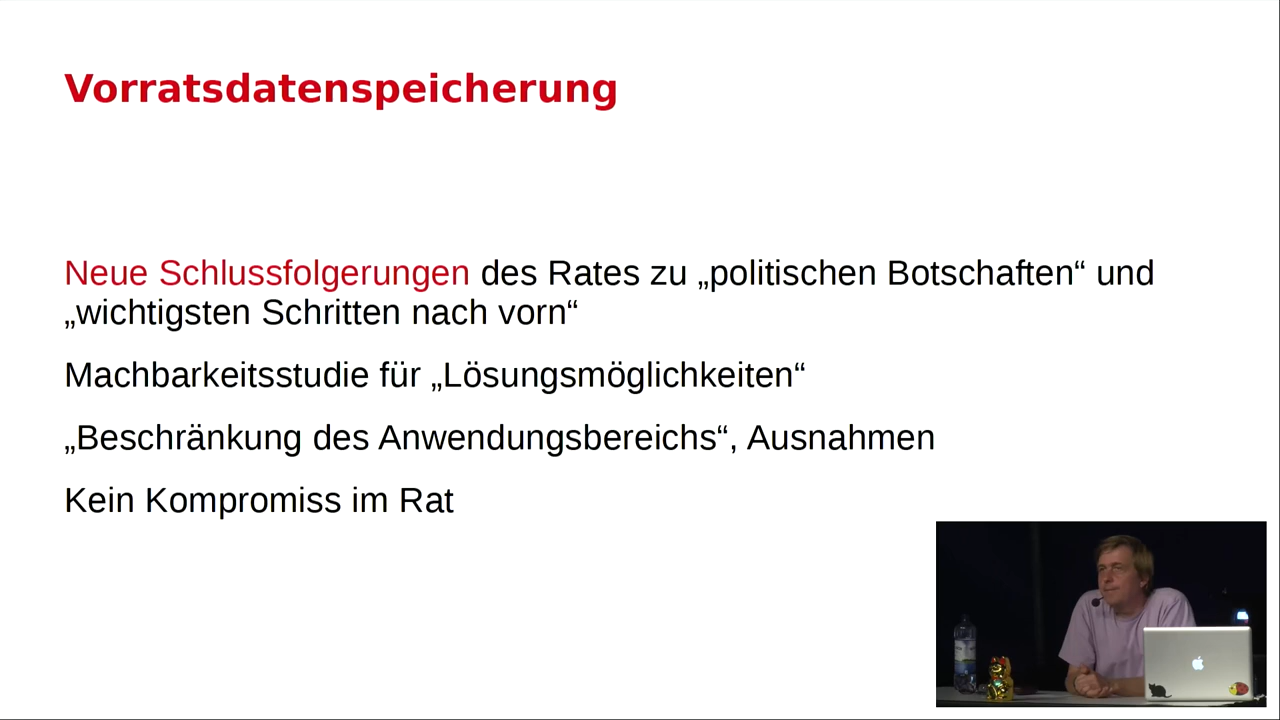 Vorratsdatenspeicherung
Neue Schlussfolgerungen des Rates zu „politischen Botschaften“ und
„wichtigsten Schritten nach vorn“
Machbarkeitsstudie für „Lösungsmöglichkeiten“
„Beschränkung des Anwendungsbereichs“, Ausnahmen
Kein Kompromiss im Rat